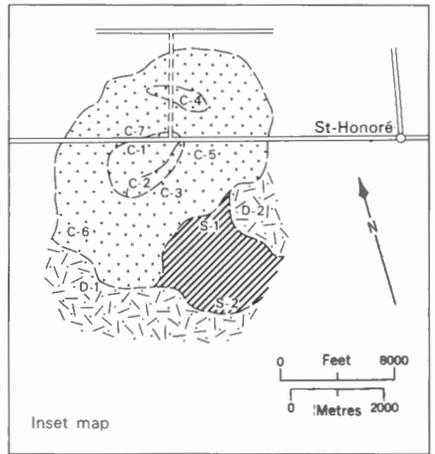 C-4
St-Honoré
C-7
C-1
C-5
C-2
C-3
S-1
D-2
C-6
N
D-1
S-2
0 Feet 8000
0 Metres 2000
Inset map